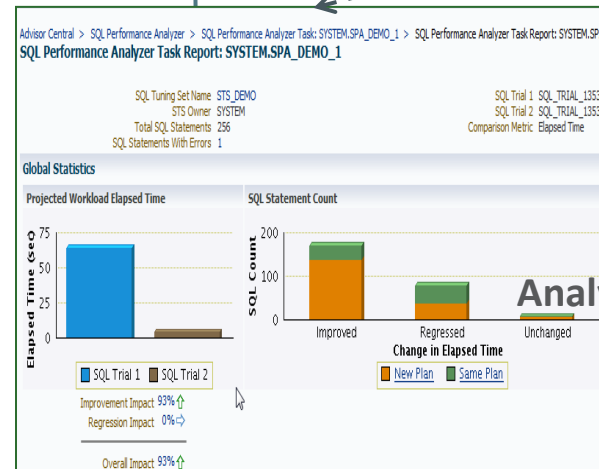 Advisor Central > SQL Performance Analyzer > SQL Performance Analyzer Task: SYSTEM.SPA_DEMO_1 > SQL Performance Analyzer Task Report: SYSTEM.SP
SQL Performance Analyzer Task Report: SYSTEM.SPA_DEMO_1
SQL Tuning Set Name STS_DEMO
STS Owner SYSTEM
Total SQL Statements 256
SQL Statements With Errors 1
SQL Trial 1 SQL_TRIAL_1353
SQL Trial 2 SQL_TRIAL_1353
Comparison Metric Elapsed Time
Global Statistics
Projected Workload Elapsed Time
Elapsed Time (sec)
75
50
25
0
SQL Trial 1 SQL Trial 2
Improvement Impact 93%
Regression Impact 0%
Overall Impact 93%
SQL Statement Count
SQL Count
200
100
0
Improved Regressed Unchanged
Change in Elapsed Time
New Plan Same Plan
Analy